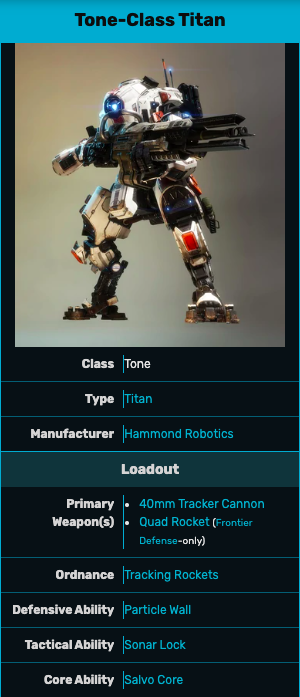 Tone-Class Titan
Class Tone
Type Titan
Manufacturer Hammond Robotics
Loadout
Primary Weapon(s)
• 40mm Tracker Cannon
• Quad Rocket (Frontier
Defense-only)
Ordnance Tracking Rockets
Defensive Ability Particle Wall
Tactical Ability Sonar Lock
Core Ability Salvo Core